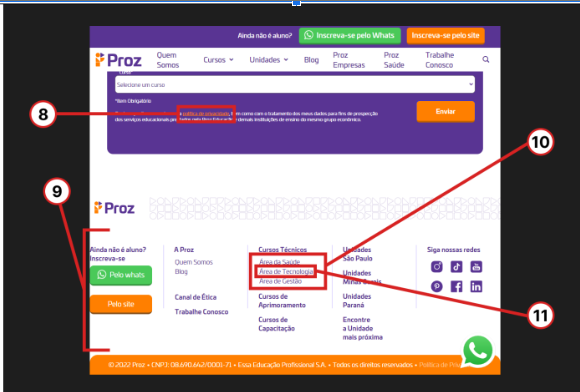 Ainda não é aluno? Inscreva-se pelo Whats Inscreva-se pelo site
Proz
Quem Somos
Cursos
Unidades
Blog
Proz Empresas
Proz Saúde
Trabalhe Conosco
Selecione um curso
*Item Obrigatório
política de privacidade, bem como com o tratamento dos meus dados para fins de prospecção
dos serviços educacionais demais instituições de ensino do mesmo grupo econômico.
Enviar
8
10
9
Proz
Ainda não é aluno?
Inscreva-se
Pelo whats
Pelo site
A Proz
Quem Somos
Blog
Canal de Ética
Trabalhe Conosco
Cursos Técnicos
Área da Saúde
Área de Tecnologia
Área de Gestão
Cursos de
Aprimoramento
Cursos de
Capacitação
Unidades
São Paulo
Unidades
Minas Gerais
Unidades
Paraná
Encontre
a Unidade
mais próxima
Siga nossas redes
11
© 2022 Proz • CNPJ: 08.690.642/0001-71 • Essa Educação Profissional S.A. • Todos os direitos reservados • Política de